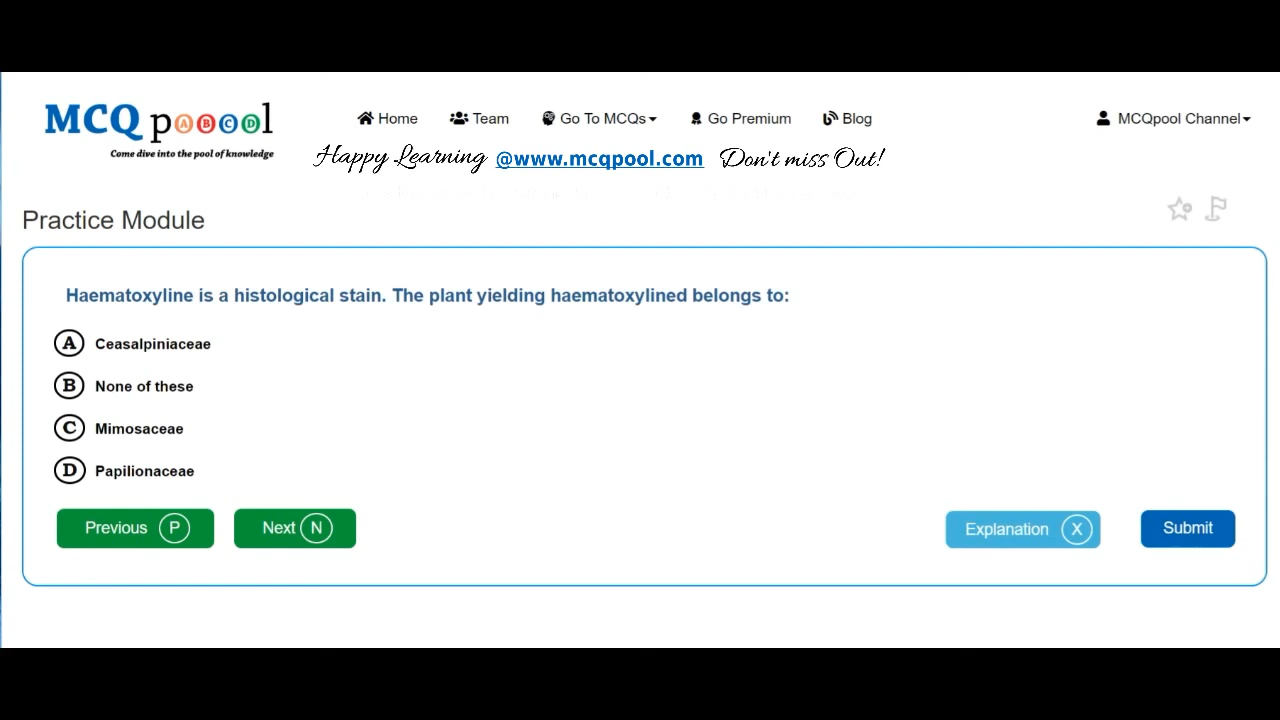 MCQ pooool
Come dive into the pool of knowledge
Home Team Go To MCQs Go Premium Blog MCQpool Channel
Happy Learning @www.mcqpool.com Don't miss Out!
Practice Module
Haematoxyline is a histological stain. The plant yielding haematoxylined belongs to:
A Ceasalpiniaceae
B None of these
C Mimosaceae
D Papilionaceae
Previous P Next N Explanation X Submit